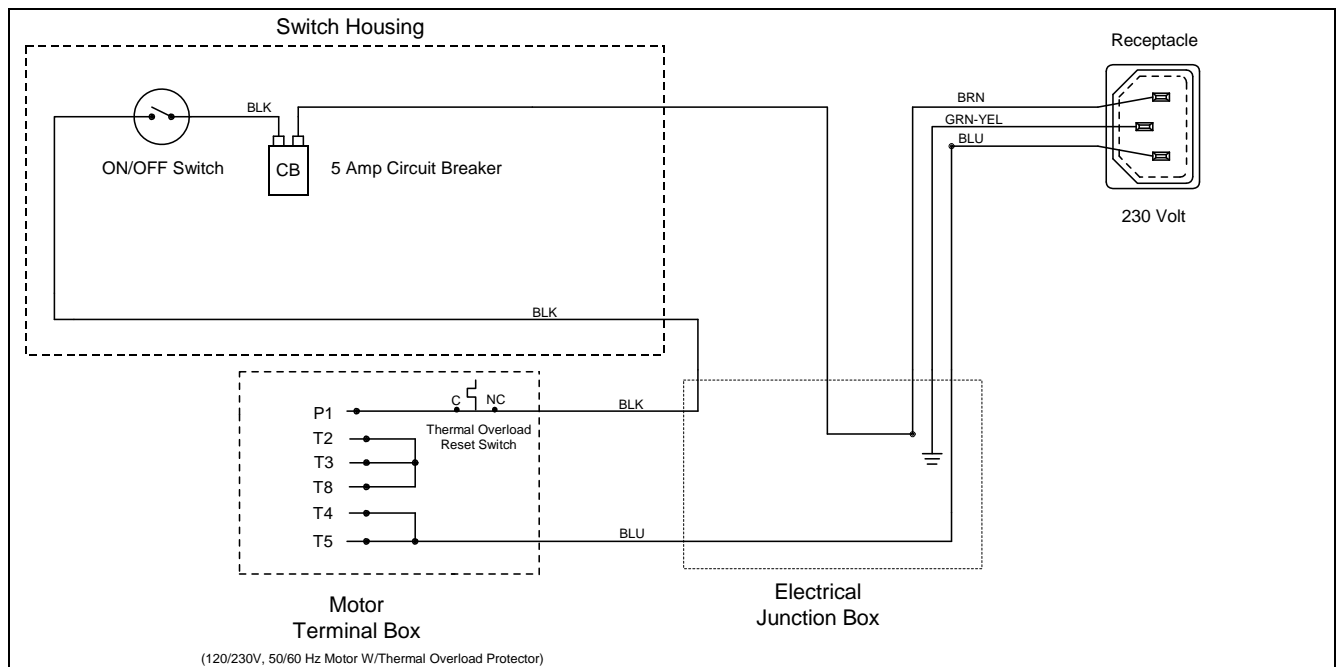 Switch Housing
Receptacle
BLK
BRN
GRN-YEL
BLU
ON/OFF Switch
CB
5 Amp Circuit Breaker
230 Volt
BLK
P1
C
NC
BLK
Thermal Overload
Reset Switch
T2
T3
T8
T4
T5
BLU
Electrical
Junction Box
Motor
Terminal Box
(120/230V, 50/60 Hz Motor W/Thermal Overload Protector)